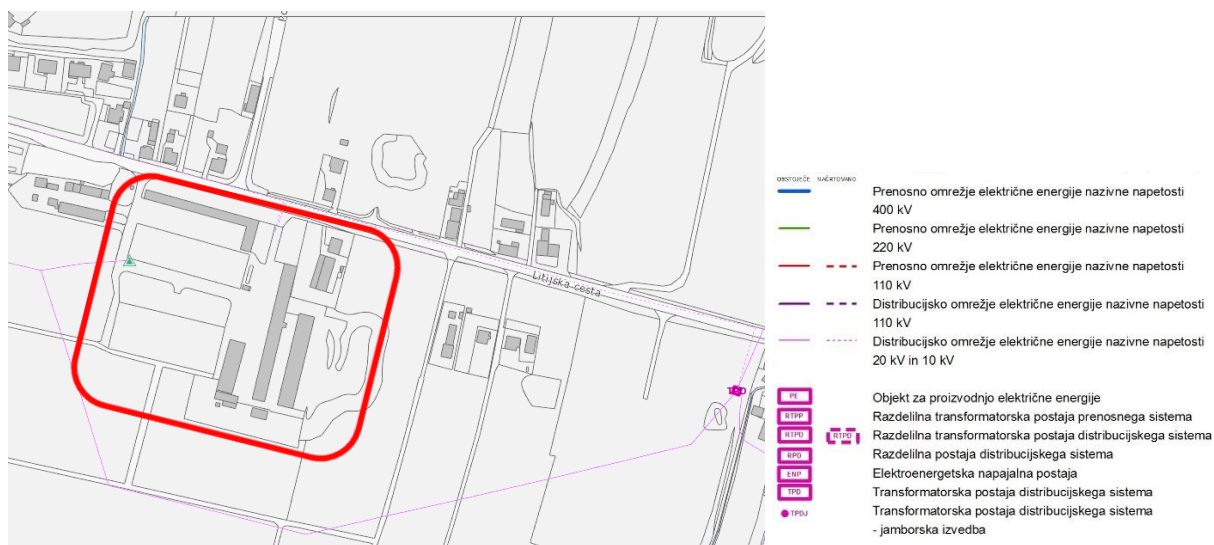 Litijska cesta
OBSTOJEČE NAČRTOVANO
Prenosno omrežje električne energije nazivne napetosti
400 kV
Prenosno omrežje električne energije nazivne napetosti
220 kV
Prenosno omrežje električne energije nazivne napetosti
110 kV
Distribucijsko omrežje električne energije nazivne napetosti
110 kV
Distribucijsko omrežje električne energije nazivne napetosti
20 kV in 10 kV
PE Objekt za proizvodnjo električne energije
RTPP Razdelilna transformatorska postaja prenosnega sistema
RTPD RTPD Razdelilna transformatorska postaja distribucijskega sistema
RPD Razdelilna postaja distribucijskega sistema
ENP Elektroenergetska napajalna postaja
TPD Transformatorska postaja distribucijskega sistema
TPDJ Transformatorska postaja distribucijskega sistema
- jamborska izvedba